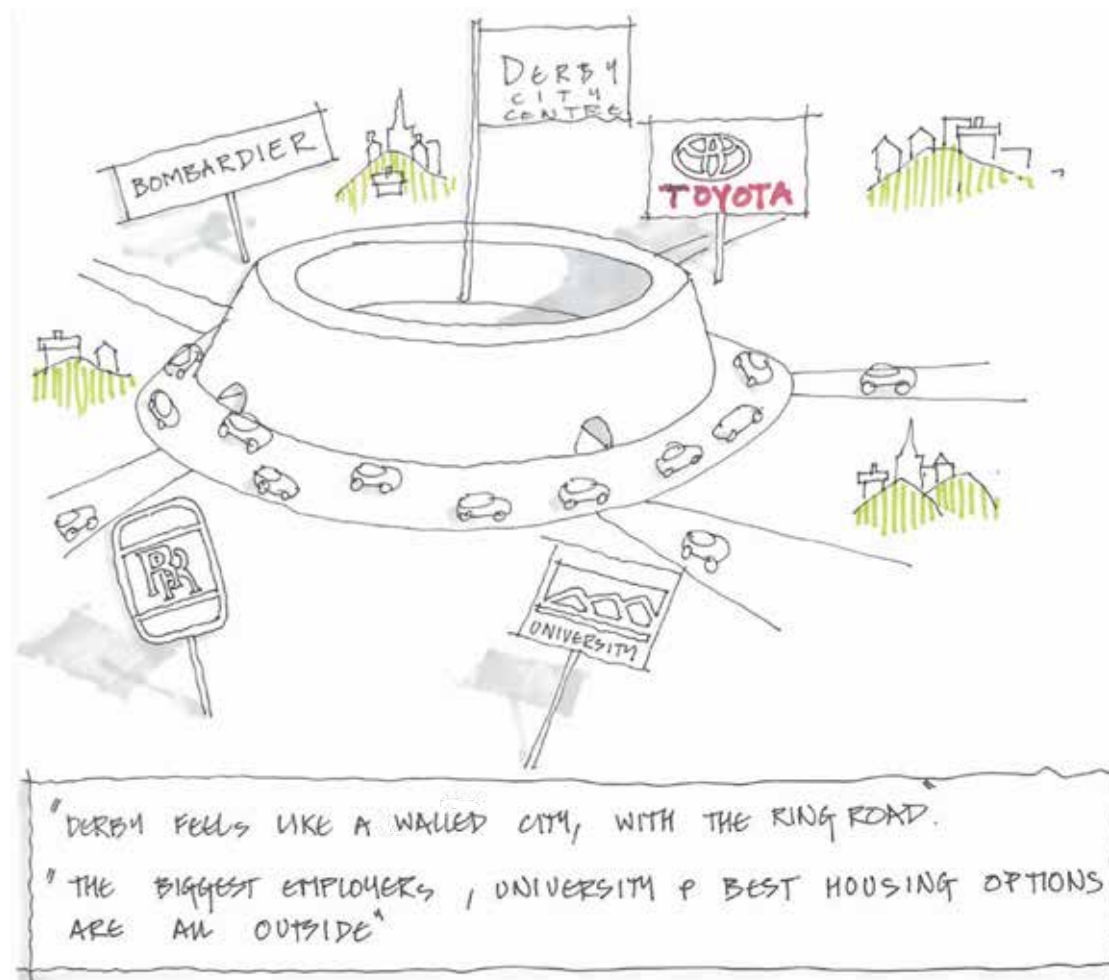 DERBY
CITY
CENTRE
BOMBARDIER
TOYOTA
RR
UNIVERSITY
"DERBY FEELS LIKE A WALLED CITY, WITH THE RING ROAD."
"THE BIGGEST EMPLOYERS, UNIVERSITY & BEST HOUSING OPTIONS
ARE ALL OUTSIDE"